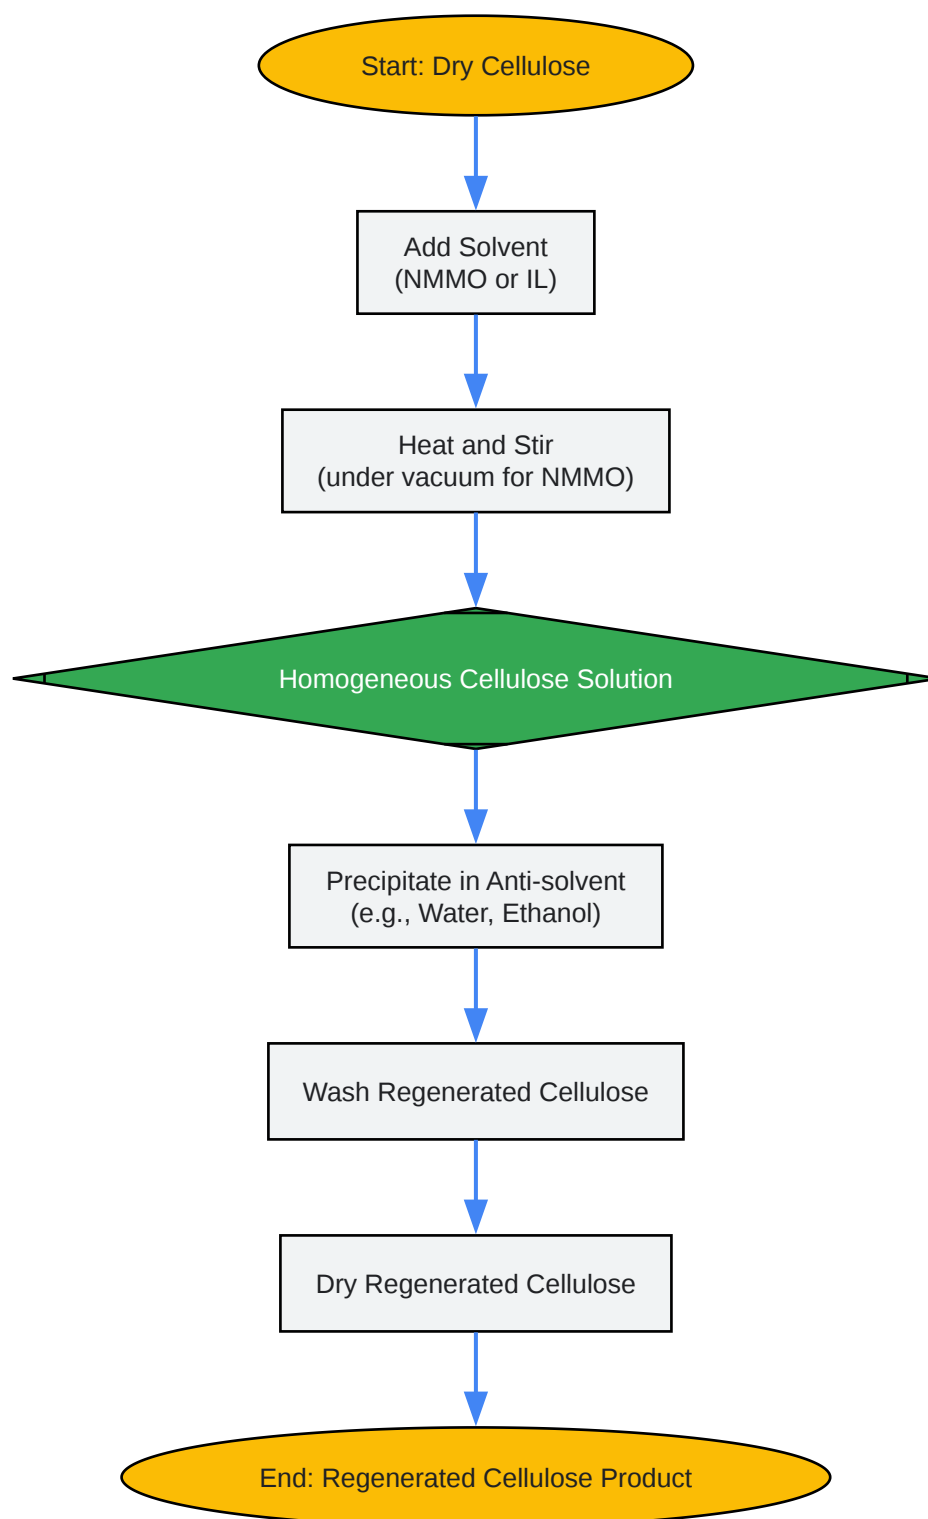 Start: Dry Cellulose
Add Solvent
(NMMO or IL)
Heat and Stir
(under vacuum for NMMO)
Homogeneous Cellulose Solution
Precipitate in Anti-solvent
(e.g., Water, Ethanol)
Wash Regenerated Cellulose
Dry Regenerated Cellulose
End: Regenerated Cellulose Product